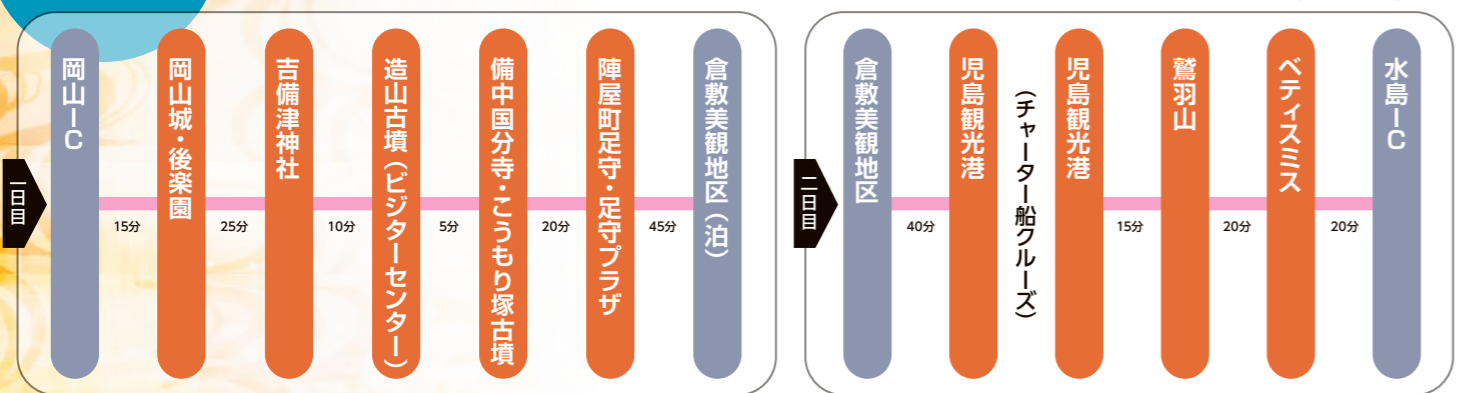 一日目
岡山IC
15分
岡山城・後楽園
25分
吉備津神社
10分
造山古墳（ビジターセンター）
5分
備中国分寺・こうもり塚古墳
20分
陣屋町足守・足守プラザ
45分
倉敷美観地区（泊）
二日目
倉敷美観地区
40分
児島観光港
（チャーター船クルーズ）
児島観光港
15分
鷲羽山
20分
ベティスミス
20分
水島IC